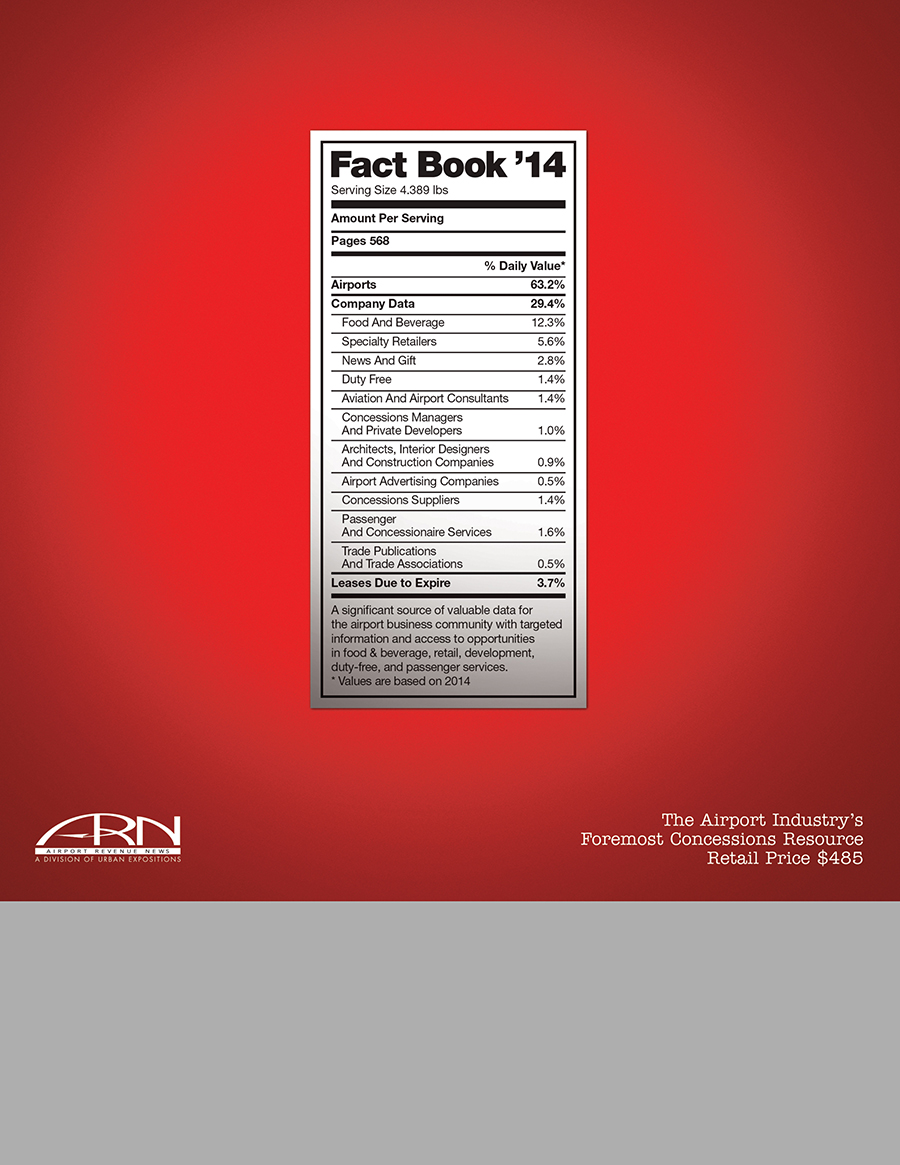 Fact Book ’14
Serving Size 4.389 lbs
Amount Per Serving
Pages 568
% Daily Value*
Airports 63.2%
Company Data 29.4%
Food And Beverage 12.3%
Specialty Retailers 5.6%
News And Gift 2.8%
Duty Free 1.4%
Aviation And Airport Consultants 1.4%
Concessions Managers
And Private Developers 1.0%
Architects, Interior Designers
And Construction Companies 0.9%
Airport Advertising Companies 0.5%
Concessions Suppliers 1.4%
Passenger
And Concessionaire Services 1.6%
Trade Publications
And Trade Associations 0.5%
Leases Due to Expire 3.7%
A significant source of valuable data for
the airport business community with targeted
information and access to opportunities
in food & beverage, retail, development,
duty-free, and passenger services.
* Values are based on 2014
ARN
AIRPORT REVENUE NEWS
A DIVISION OF URBAN EXPOSITIONS
The Airport Industry’s
Foremost Concessions Resource
Retail Price $485